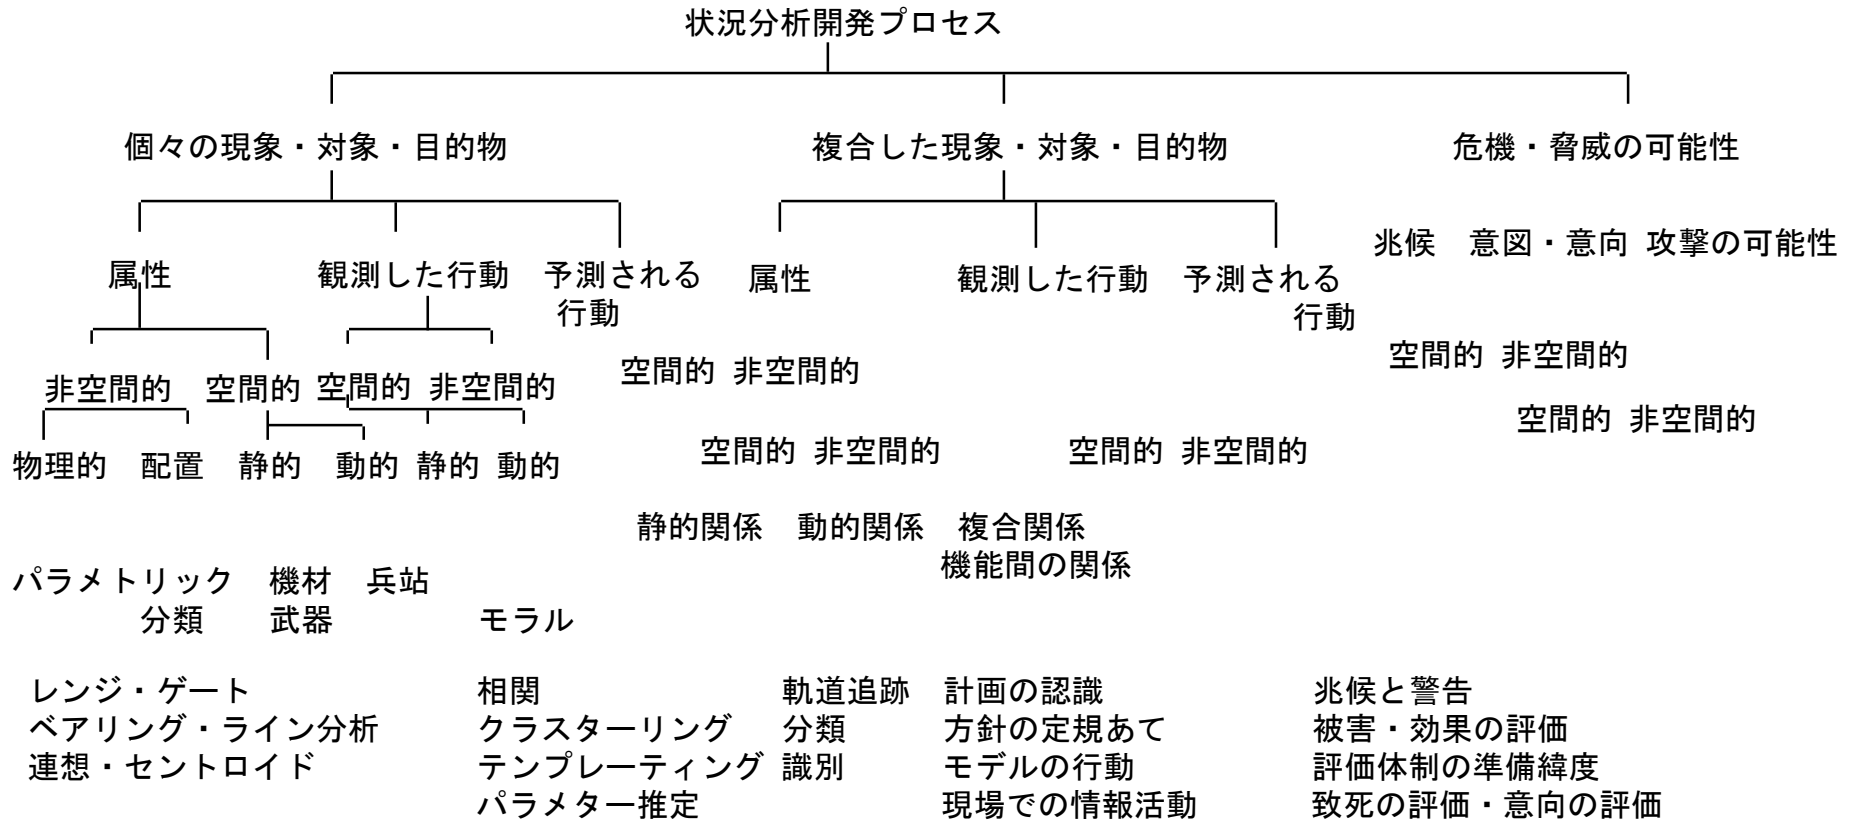 状況分析開発プロセス
個々の現象・対象・目的物 複合した現象・対象・目的物 危機・脅威の可能性
兆候 意図・意向 攻撃の可能性
属性 観測した行動 予測される 属性 観測した行動 予測される
行動 行動
空間的 非空間的 空間的 非空間的
非空間的 空間的 空間的 非空間的
空間的 非空間的
空間的 非空間的 空間的 非空間的
物理的 配置 静的 動的 静的 動的
静的関係 動的関係 複合関係
機能間の関係
パラメトリック 機材 兵站
分類 武器 モラル
レンジ・ゲート 相関 軌道追跡 計画の認識 兆候と警告
ベアリング・ライン分析 クラスターリング 分類 方針の定規あて 被害・効果の評価
連想・セントロイド テンプレーティング 識別 モデルの行動 評価体制の準備緯度
パラメター推定 現場での情報活動 致死の評価・意向の評価